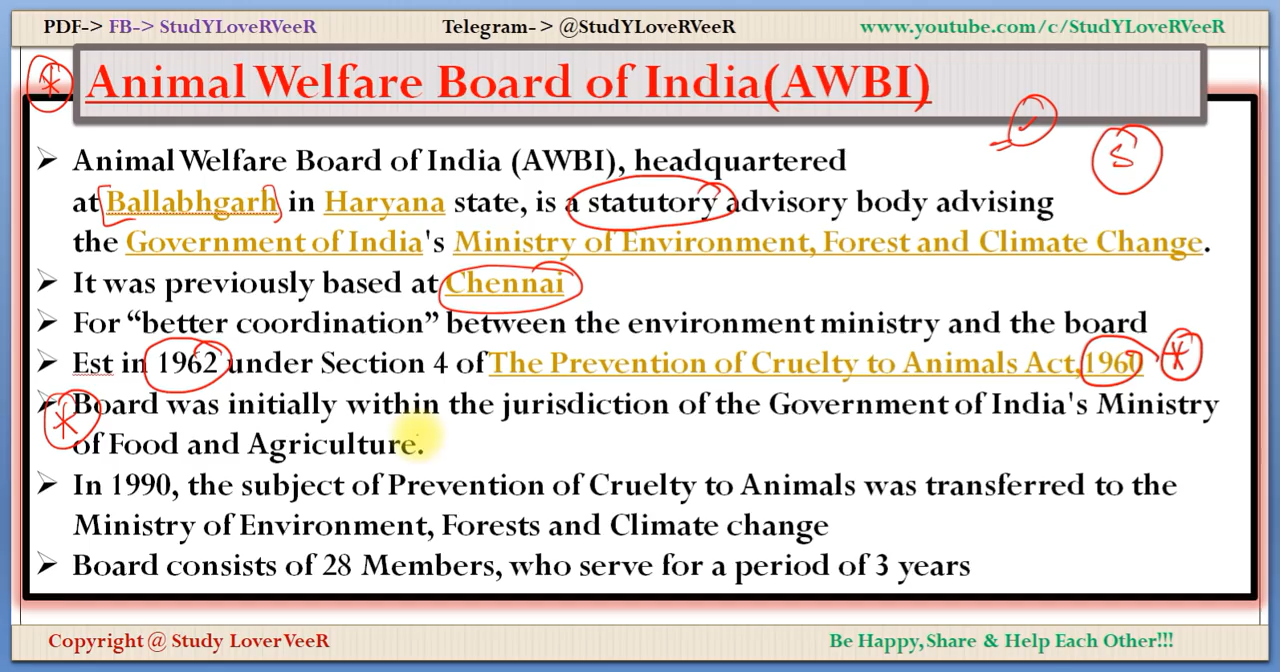 PDF-> FB-> StudYLoveRVeeR Telegram- > @StudYLoveRVeeR www.youtube.com/c/StudYLoveRVeeR
Animal Welfare Board of India(AWBI)
➢ Animal Welfare Board of India (AWBI), headquartered
at Ballabhgarh in Haryana state, is a statutory advisory body advising
the Government of India's Ministry of Environment, Forest and Climate Change.
➢ It was previously based at Chennai
➢ For “better coordination” between the environment ministry and the board
➢ Est in 1962 under Section 4 of The Prevention of Cruelty to Animals Act,1960
➢ Board was initially within the jurisdiction of the Government of India's Ministry
of Food and Agriculture.
➢ In 1990, the subject of Prevention of Cruelty to Animals was transferred to the
Ministry of Environment, Forests and Climate change
➢ Board consists of 28 Members, who serve for a period of 3 years
Copyright @ Study LoverVeeR Be Happy,Share & Help Each Other!!!